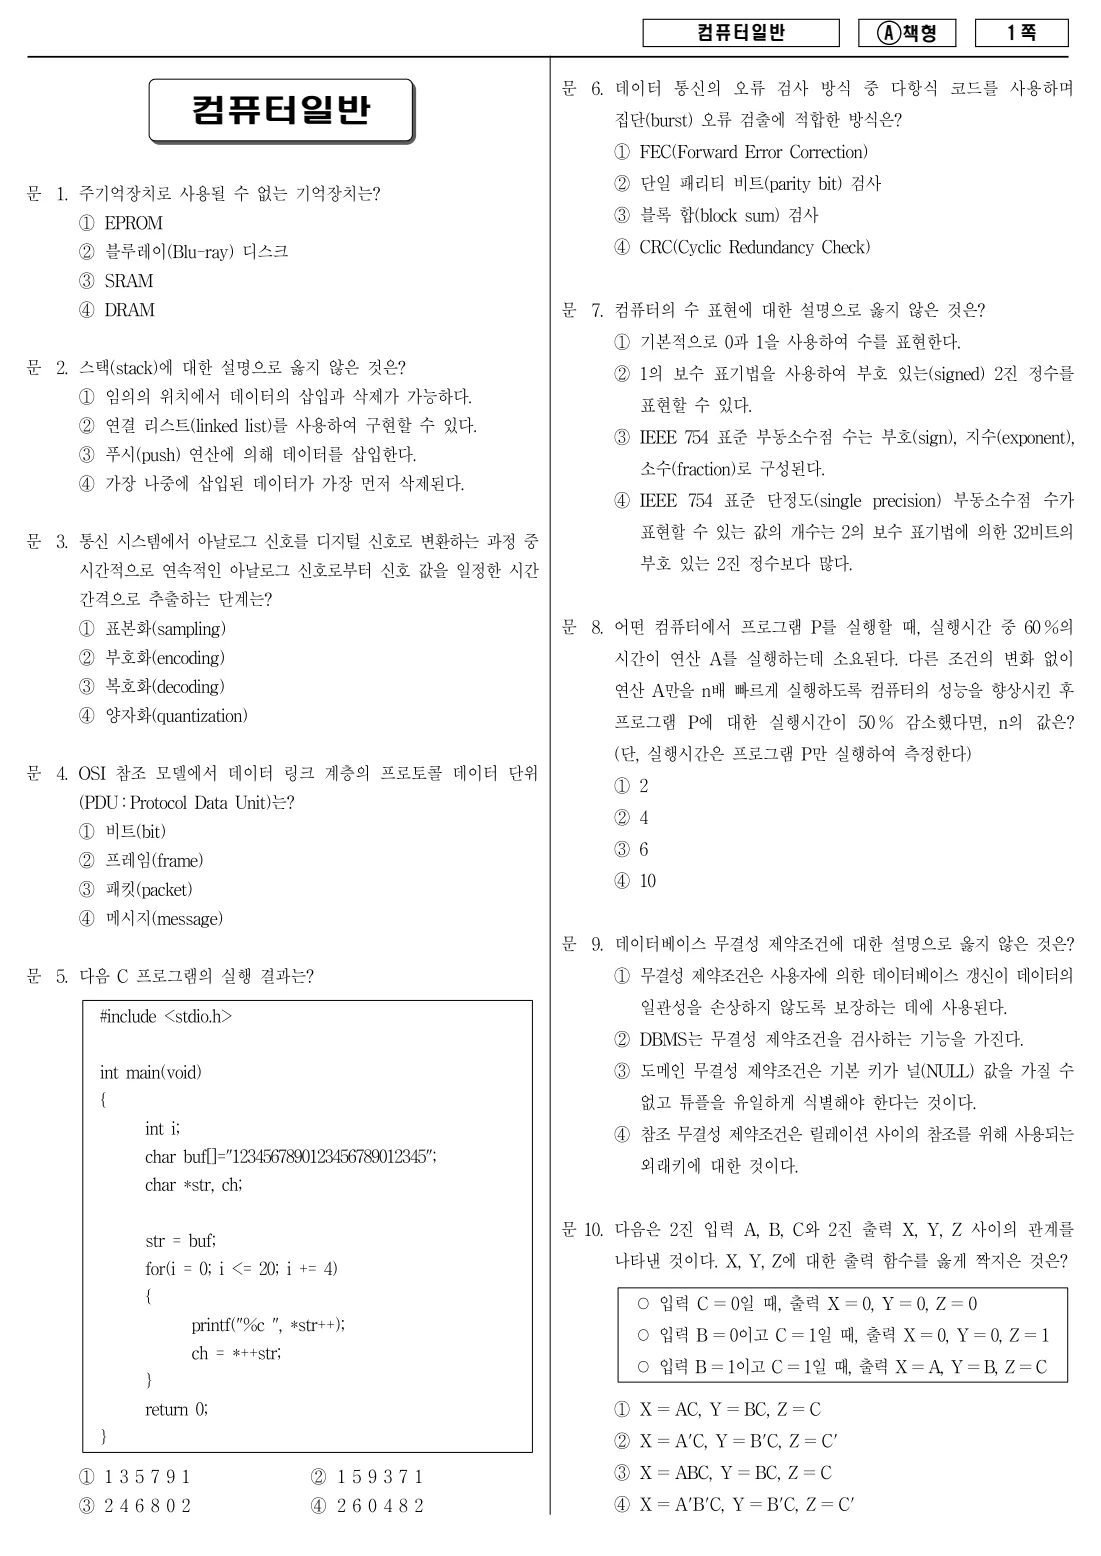 컴퓨터일반
Ⓐ책형
1쪽
컴퓨터일반
문 1. 주기억장치로 사용될 수 없는 기억장치는?
① EPROM
② 블루레이(Blu-ray) 디스크
③ SRAM
④ DRAM
문 2. 스택(stack)에 대한 설명으로 옳지 않은 것은?
① 임의의 위치에서 데이터의 삽입과 삭제가 가능하다.
② 연결 리스트(linked list)를 사용하여 구현할 수 있다.
③ 푸시(push) 연산에 의해 데이터를 삽입한다.
④ 가장 나중에 삽입된 데이터가 가장 먼저 삭제된다.
문 3. 통신 시스템에서 아날로그 신호를 디지털 신호로 변환하는 과정 중
시간적으로 연속적인 아날로그 신호로부터 신호 값을 일정한 시간
간격으로 추출하는 단계는?
① 표본화(sampling)
② 부호화(encoding)
③ 복호화(decoding)
④ 양자화(quantization)
문 4. OSI 참조 모델에서 데이터 링크 계층의 프로토콜 데이터 단위
(PDU : Protocol Data Unit)는?
① 비트(bit)
② 프레임(frame)
③ 패킷(packet)
④ 메시지(message)
문 5. 다음 C 프로그램의 실행 결과는?
#include <stdio.h>
int main(void)
{
int i;
char buf[]="1234567890123456789012345";
char *str, ch;
str = buf;
for(i = 0; i <= 20; i += 4)
{
printf("%c ", *str++);
ch = *++str;
}
return 0;
}
① 1 3 5 7 9 1
② 1 5 9 3 7 1
③ 2 4 6 8 0 2
④ 2 6 0 4 8 2
문 6. 데이터 통신의 오류 검사 방식 중 다항식 코드를 사용하며
집단(burst) 오류 검출에 적합한 방식은?
① FEC(Forward Error Correction)
② 단일 패리티 비트(parity bit) 검사
③ 블록 합(block sum) 검사
④ CRC(Cyclic Redundancy Check)
문 7. 컴퓨터의 수 표현에 대한 설명으로 옳지 않은 것은?
① 기본적으로 0과 1을 사용하여 수를 표현한다.
② 1의 보수 표기법을 사용하여 부호 있는(signed) 2진 정수를
표현할 수 있다.
③ IEEE 754 표준 부동소수점 수는 부호(sign), 지수(exponent),
소수(fraction)로 구성된다.
④ IEEE 754 표준 단정도(single precision) 부동소수점 수가
표현할 수 있는 값의 개수는 2의 보수 표기법에 의한 32비트의
부호 있는 2진 정수보다 많다.
문 8. 어떤 컴퓨터에서 프로그램 P를 실행할 때, 실행시간 중 60 %의
시간이 연산 A를 실행하는데 소요된다. 다른 조건의 변화 없이
연산 A만을 n배 빠르게 실행하도록 컴퓨터의 성능을 향상시킨 후
프로그램 P에 대한 실행시간이 50 % 감소했다면, n의 값은?
(단, 실행시간은 프로그램 P만 실행하여 측정한다)
① 2
② 4
③ 6
④ 10
문 9. 데이터베이스 무결성 제약조건에 대한 설명으로 옳지 않은 것은?
① 무결성 제약조건은 사용자에 의한 데이터베이스 갱신이 데이터의
일관성을 손상하지 않도록 보장하는 데에 사용된다.
② DBMS는 무결성 제약조건을 검사하는 기능을 가진다.
③ 도메인 무결성 제약조건은 기본 키가 널(NULL) 값을 가질 수
없고 튜플을 유일하게 식별해야 한다는 것이다.
④ 참조 무결성 제약조건은 릴레이션 사이의 참조를 위해 사용되는
외래키에 대한 것이다.
문 10. 다음은 2진 입력 A, B, C와 2진 출력 X, Y, Z 사이의 관계를
나타낸 것이다. X, Y, Z에 대한 출력 함수를 옳게 짝지은 것은?
○ 입력 C = 0일 때, 출력 X = 0, Y = 0, Z = 0
○ 입력 B = 0이고 C = 1일 때, 출력 X = 0, Y = 0, Z = 1
○ 입력 B = 1이고 C = 1일 때, 출력 X = A, Y = B, Z = C
① X = AC, Y = BC, Z = C
② X = A′C, Y = B′C, Z = C′
③ X = ABC, Y = BC, Z = C
④ X = A′B′C, Y = B′C, Z = C′